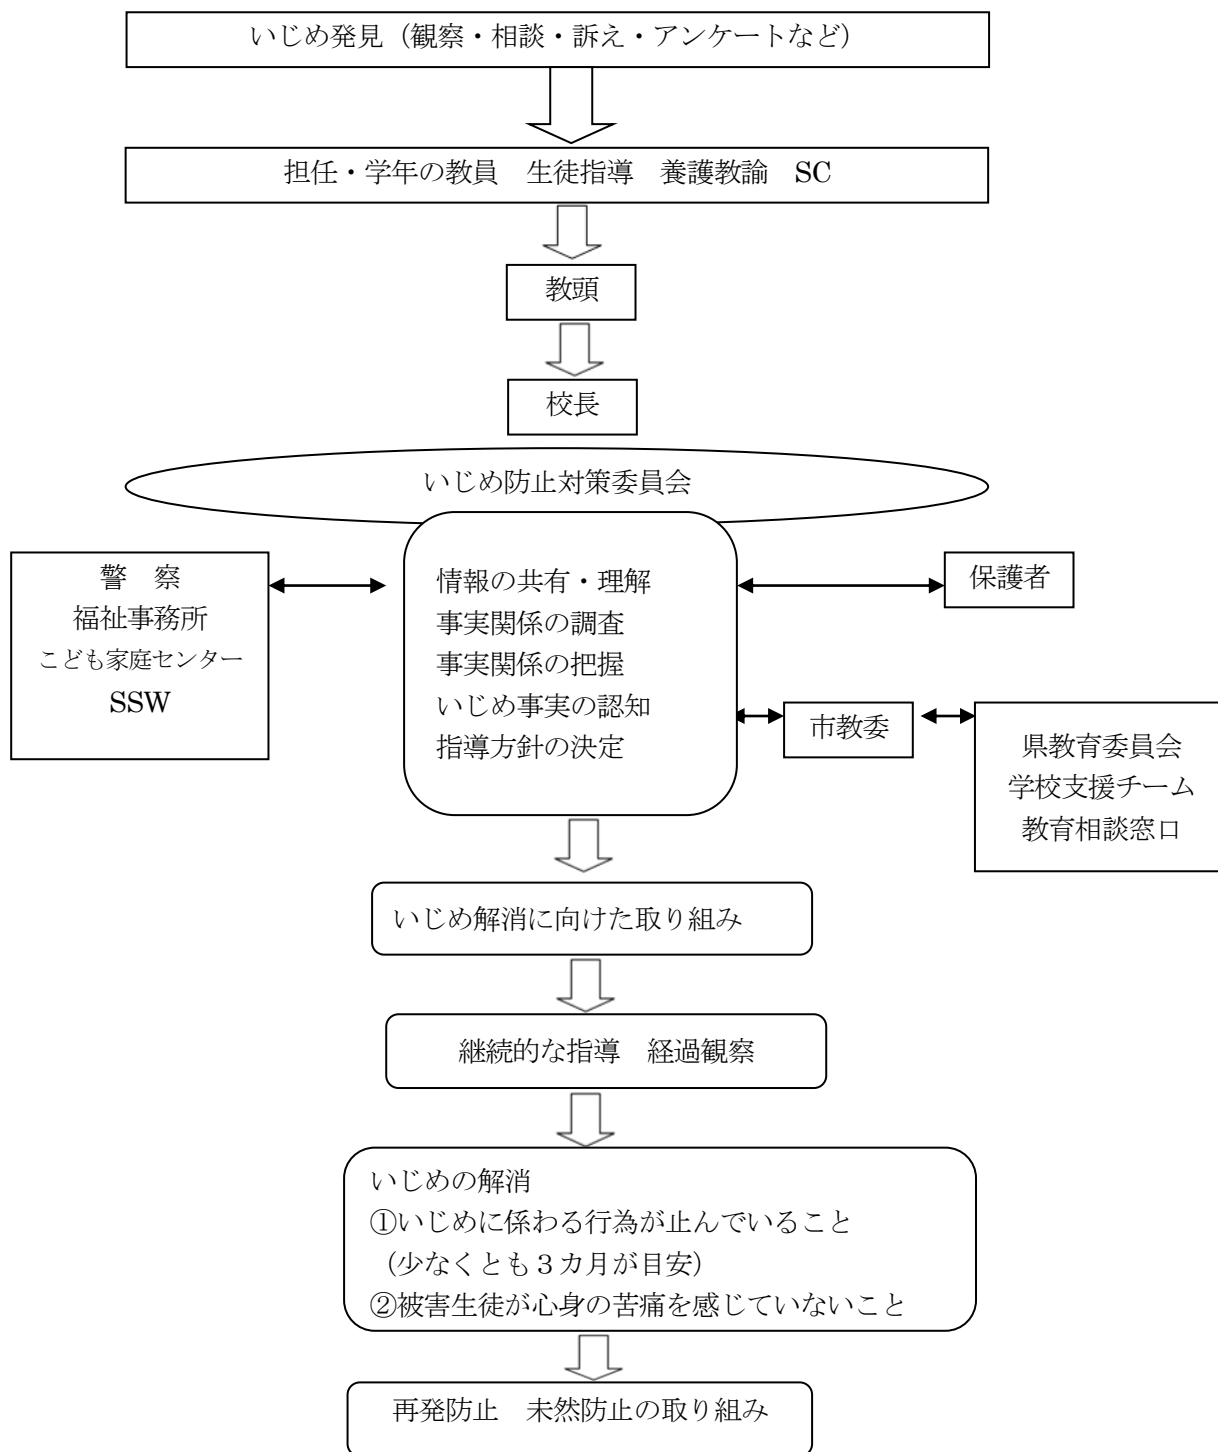 いじめ発見（観察・相談・訴え・アンケートなど）
担任・学年の教員　生徒指導　養護教諭　SC
教頭
校長
いじめ防止対策委員会
警　察
福祉事務所
こども家庭センター
SSW
情報の共有・理解
事実関係の調査
事実関係の把握
いじめ事実の認知
指導方針の決定
保護者
市教委
県教育委員会
学校支援チーム
教育相談窓口
いじめ解消に向けた取り組み
継続的な指導　経過観察
いじめの解消
①いじめに係わる行為が止んでいること
（少なくとも３カ月が目安）
②被害生徒が心身の苦痛を感じていないこと
再発防止　未然防止の取り組み